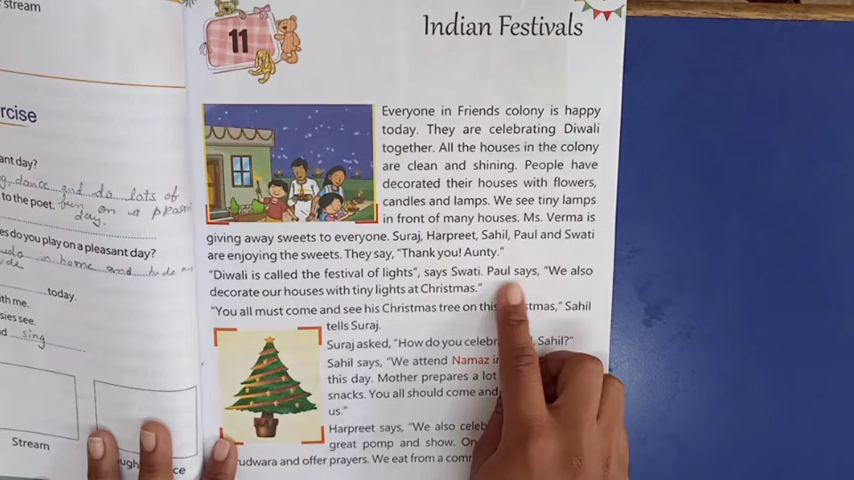 stream
rcise
ant day?
g, dance and do lots of
to the poet. fun on a pleasant
day.
es do you play on a pleasant day?
home and
today.
ith me.
sies see.
d sing
Stream
ce
11
Indian Festivals
Everyone in Friends colony is happy
today. They are celebrating Diwali
together. All the houses in the colony
are clean and shining. People have
decorated their houses with flowers,
candles and lamps. We see tiny lamps
in front of many houses. Ms. Verma is
giving away sweets to everyone. Suraj, Harpreet, Sahil, Paul and Swati
are enjoying the sweets. They say, "Thank you! Aunty."
"Diwali is called the festival of lights", says Swati. Paul says, "We also
decorate our houses with tiny lights at Christmas."
"You all must come and see his Christmas tree on this stmas," Sahil
tells Suraj.
Suraj asked, "How do you celebr Sahil?"
Sahil says, "We attend Namaz i
this day. Mother prepares a lot
snacks. You all should come and
us."
Harpreet says, "We also celeb
great pomp and show. On
rudwara and offer prayers. We eat from a com